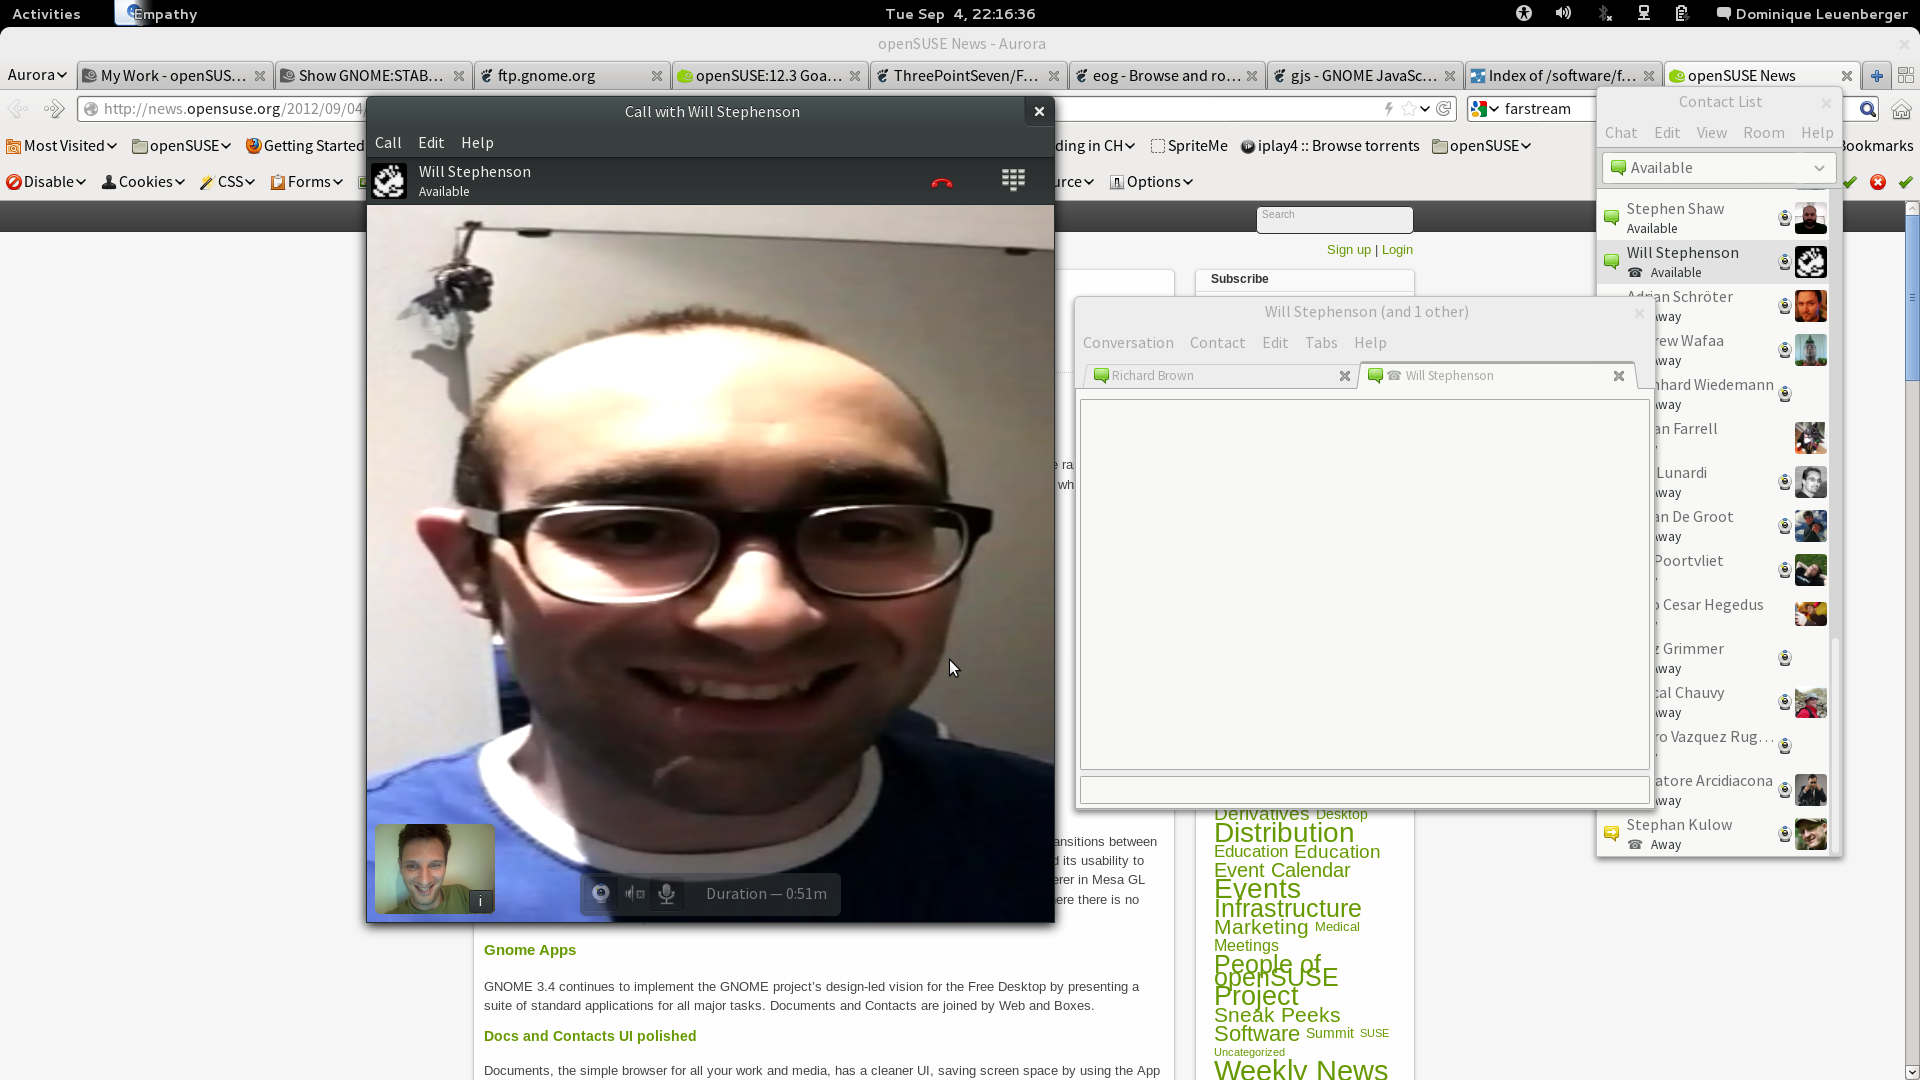 Activities
Empathy
Tue Sep 4, 22:16:36
Dominique Leuenberger
openSUSE News - Aurora
Aurora
My Work - openSUS…
Show GNOME:STAB…
ftp.gnome.org
openSUSE:12.3 Goa…
ThreePointSeven/F…
eog - Browse and ro…
gjs - GNOME JavaSc…
Index of /software/f…
openSUSE News
http://news.opensuse.org/2012/09/04/
farstream
Most Visited
openSUSE
Getting Started
ding in CH
SpriteMe
iplay4 :: Browse torrents
openSUSE
Bookmarks
Disable
Cookies
CSS
Forms
Options
Call with Will Stephenson
Call Edit Help
Will Stephenson
Available
Duration — 0:51m
i
Search
Sign up | Login
Subscribe
Contact List
Chat Edit View Room Help
Available
Stephen Shaw
Available
Will Stephenson
Available
Adrian Schröter
Away
rew Wafaa
Away
nhard Wiedemann
Away
an Farrell
Lunardi
Away
an De Groot
Away
Poortvliet
o Cesar Hegedus
z Grimmer
Away
cal Chauvy
Away
ro Vazquez Rug…
atore Arcidiacona
Away
Stephan Kulow
Away
Will Stephenson (and 1 other)
Conversation Contact Edit Tabs Help
Richard Brown
Will Stephenson
e ra
wh
ansitions between
d its usability to
erer in Mesa GL
ere there is no
Gnome Apps
GNOME 3.4 continues to implement the GNOME project's design-led vision for the Free Desktop by presenting a
suite of standard applications for all major tasks. Documents and Contacts are joined by Web and Boxes.
Docs and Contacts UI polished
Documents, the simple browser for all your work and media, has a cleaner UI, saving screen space by using the App
Derivatives Desktop
Distribution
Education Education
Event Calendar
Events
Infrastructure
Marketing Medical
Meetings
People of
openSUSE
Project
Sneak Peeks
Software Summit SUSE
Uncategorized
Weekly News